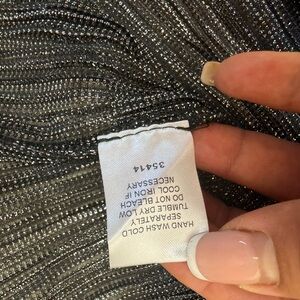 HAND WASH COLD
SEPARATELY
TUMBLE DRY LOW
DO NOT BLEACH
COOL IRON IF
NECESSARY
35414